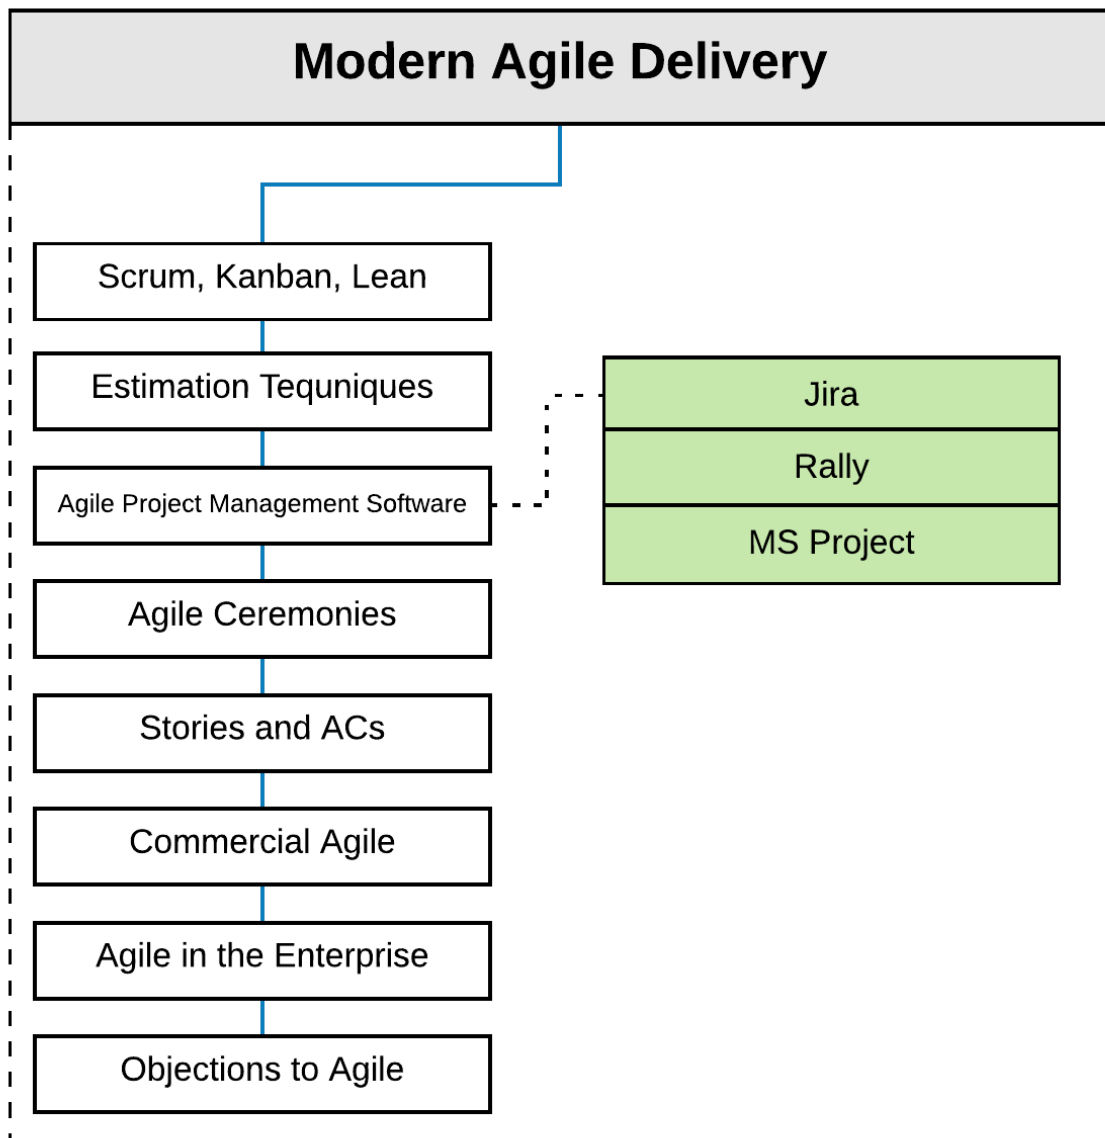 Modern Agile Delivery
Scrum, Kanban, Lean
Estimation Tequniques
Agile Project Management Software
Jira
Rally
MS Project
Agile Ceremonies
Stories and ACs
Commercial Agile
Agile in the Enterprise
Objections to Agile